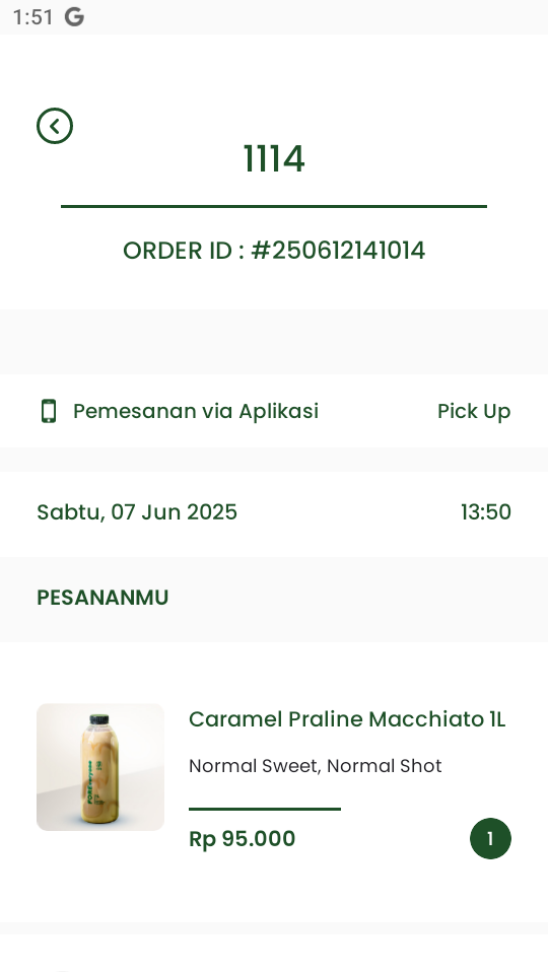 1:51 G
1114
ORDER ID : #250612141014
Pemesanan via Aplikasi Pick Up
Sabtu, 07 Jun 2025 13:50
PESANANMU
Caramel Praline Macchiato 1L
Normal Sweet, Normal Shot
Rp 95.000 1